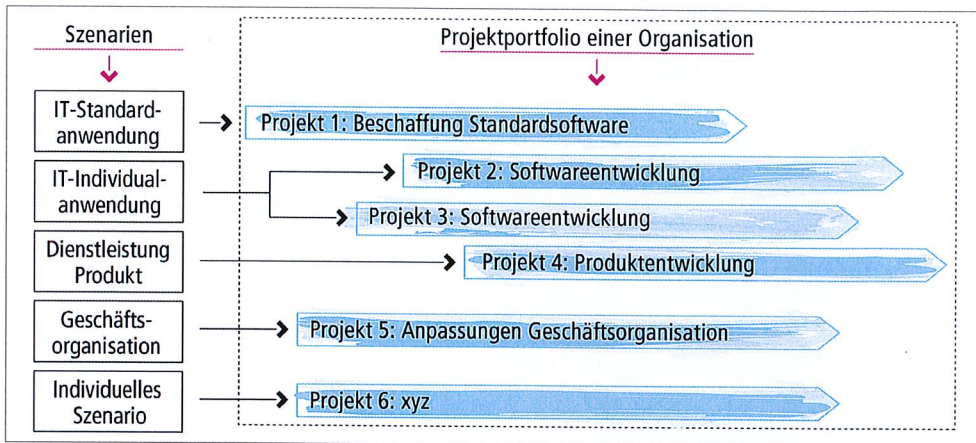 Szenarien
Projektportfolio einer Organisation
IT-Standard-
anwendung
Projekt 1: Beschaffung Standardsoftware
IT-Individual-
anwendung
Projekt 2: Softwareentwicklung
Projekt 3: Softwareentwicklung
Dienstleistung
Produkt
Projekt 4: Produktentwicklung
Geschäfts-
organisation
Projekt 5: Anpassungen Geschäftsorganisation
Individuelles
Szenario
Projekt 6: xyz